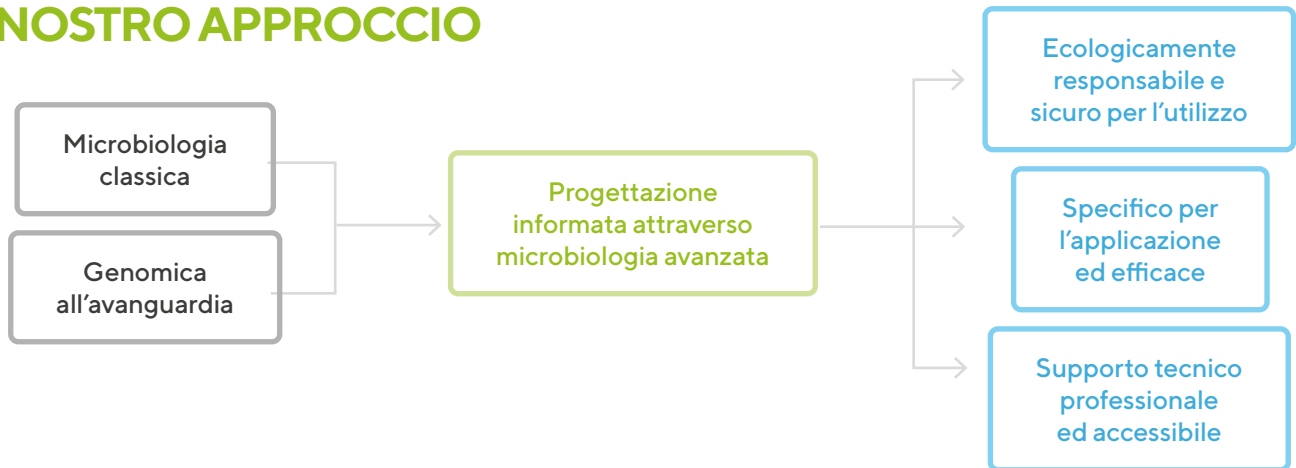 NOSTRO APPROCCIO
Microbiologia
classica
Genomica
all'avanguardia
Progettazione
informata attraverso
microbiologia avanzata
Ecologicamente
responsabile e
sicuro per l'utilizzo
Specifico per
l'applicazione
ed efficace
Supporto tecnico
professionale
ed accessibile